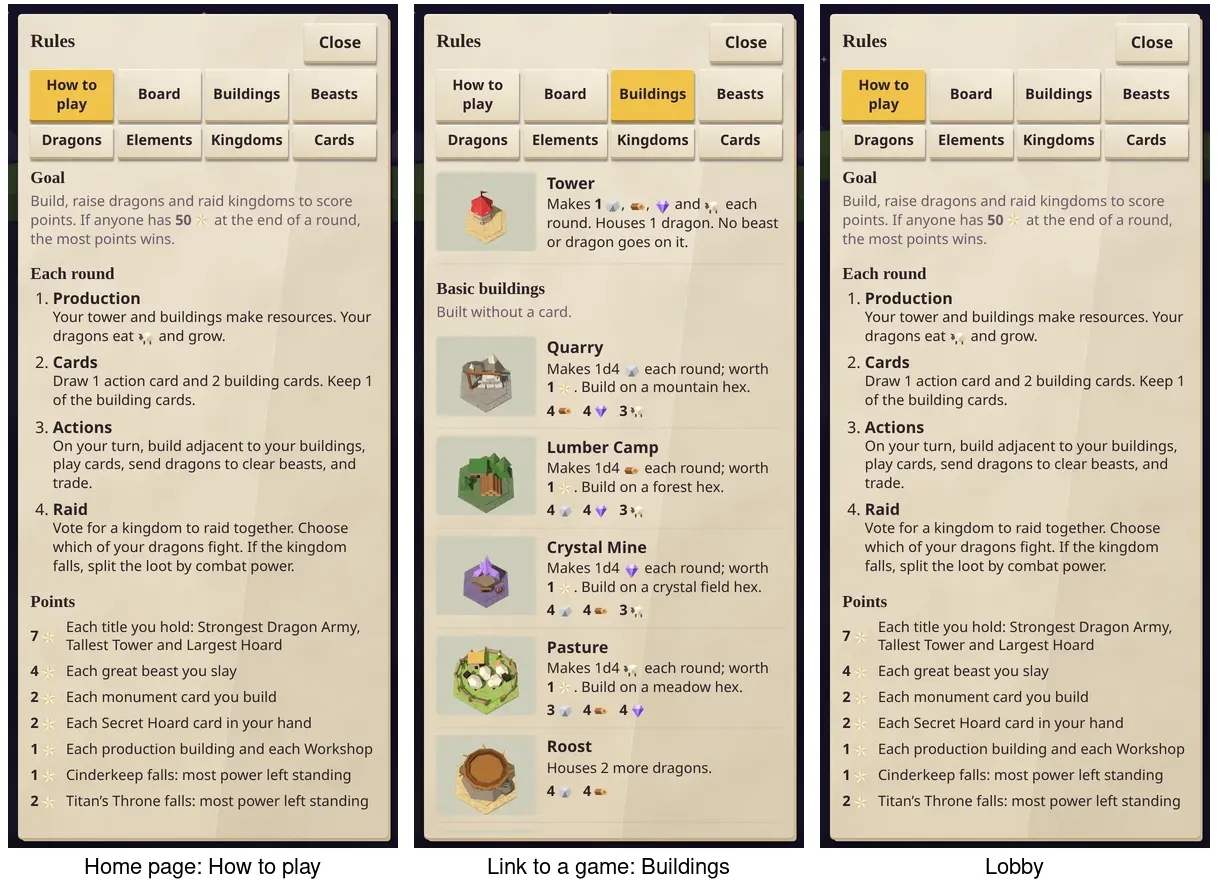 Rules
Close
How to play
Board
Buildings
Beasts
Dragons
Elements
Kingdoms
Cards
Goal
Build, raise dragons and raid kingdoms to score
points. If anyone has 50 at the end of a round,
the most points wins.
Each round
1. Production
Your tower and buildings make resources. Your
dragons eat and grow.
2. Cards
Draw 1 action card and 2 building cards. Keep 1
of the building cards.
3. Actions
On your turn, build adjacent to your buildings,
play cards, send dragons to clear beasts, and
trade.
4. Raid
Vote for a kingdom to raid together. Choose
which of your dragons fight. If the kingdom
falls, split the loot by combat power.
Points
7 Each title you hold: Strongest Dragon Army,
Tallest Tower and Largest Hoard
4 Each great beast you slay
2 Each monument card you build
2 Each Secret Hoard card in your hand
1 Each production building and each Workshop
1 Cinderkeep falls: most power left standing
2 Titan’s Throne falls: most power left standing
Home page: How to play
Rules
Close
How to play
Board
Buildings
Beasts
Dragons
Elements
Kingdoms
Cards
Tower
Makes 1 , , and each
round. Houses 1 dragon. No beast
or dragon goes on it.
Basic buildings
Built without a card.
Quarry
Makes 1d4 each round; worth
1 . Build on a mountain hex.
4 4 3
Lumber Camp
Makes 1d4 each round; worth
1 . Build on a forest hex.
4 4 3
Crystal Mine
Makes 1d4 each round; worth
1 . Build on a crystal field hex.
4 4 3
Pasture
Makes 1d4 each round; worth
1 . Build on a meadow hex.
3 4 4
Roost
Houses 2 more dragons.
4 4
Link to a game: Buildings
Rules
Close
How to play
Board
Buildings
Beasts
Dragons
Elements
Kingdoms
Cards
Goal
Build, raise dragons and raid kingdoms to score
points. If anyone has 50 at the end of a round,
the most points wins.
Each round
1. Production
Your tower and buildings make resources. Your
dragons eat and grow.
2. Cards
Draw 1 action card and 2 building cards. Keep 1
of the building cards.
3. Actions
On your turn, build adjacent to your buildings,
play cards, send dragons to clear beasts, and
trade.
4. Raid
Vote for a kingdom to raid together. Choose
which of your dragons fight. If the kingdom
falls, split the loot by combat power.
Points
7 Each title you hold: Strongest Dragon Army,
Tallest Tower and Largest Hoard
4 Each great beast you slay
2 Each monument card you build
2 Each Secret Hoard card in your hand
1 Each production building and each Workshop
1 Cinderkeep falls: most power left standing
2 Titan’s Throne falls: most power left standing
Lobby